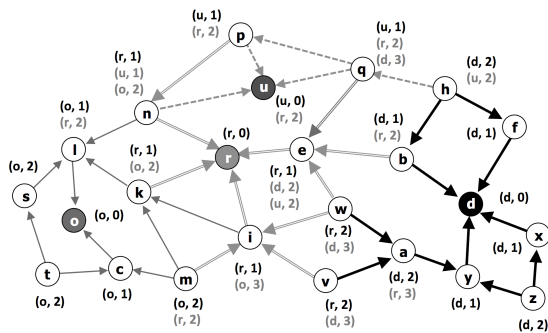 (u, 1)
(r, 2)
p
(u, 1)
(r, 2)
(d, 3)
q
(r, 1)
(u, 1)
(o, 2)
u
(u, 0)
(r, 2)
h
(d, 2)
(u, 2)
n
(o, 1)
(r, 2)
(d, 1)
(r, 2)
(d, 1)
f
l
(r, 0)
r
e
b
(r, 1)
(o, 2)
(o, 2)
s
k
(r, 1)
(d, 2)
(u, 2)
d
(d, 0)
o
(o, 0)
w
(r, 2)
(d, 3)
i
(r, 1)
(o, 3)
a
(d, 2)
(r, 3)
x
(d, 1)
t
(o, 2)
c
(o, 1)
m
(o, 2)
(r, 2)
v
(r, 2)
(d, 3)
y
(d, 1)
z
(d, 2)